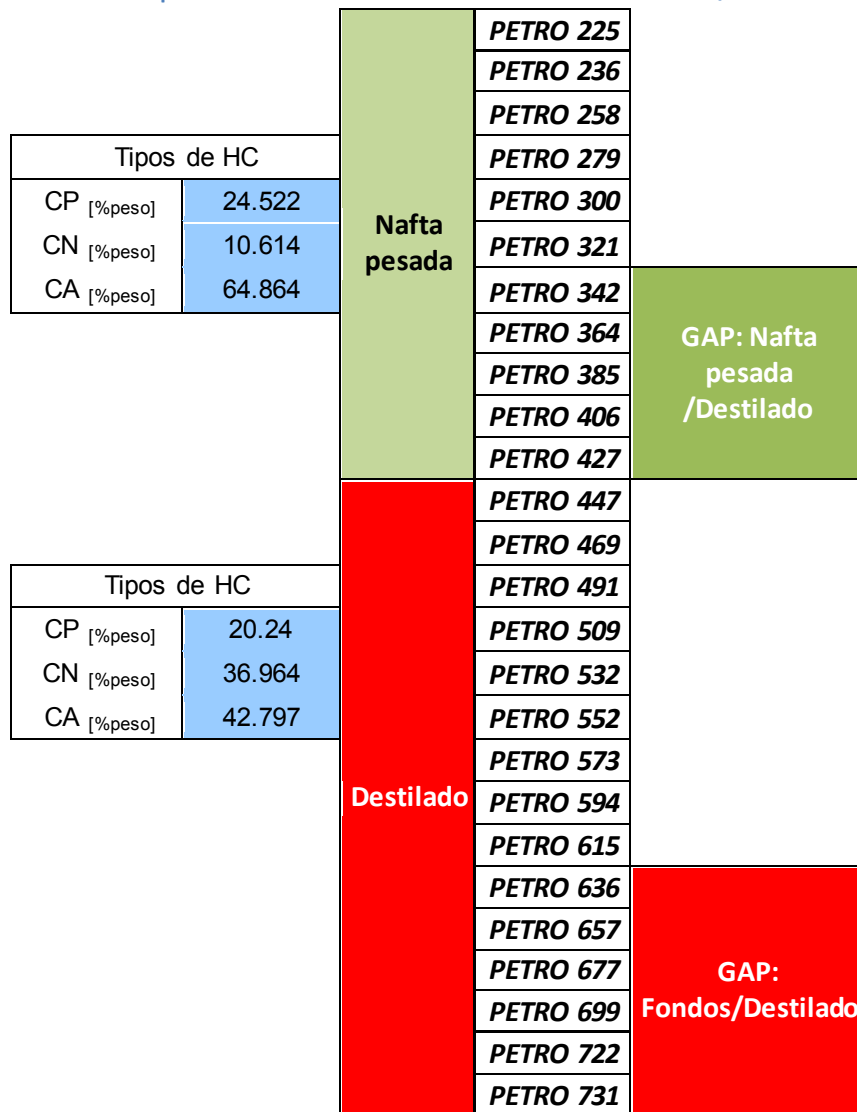 PETRO 225
PETRO 236
PETRO 258
Tipos de HC
PETRO 279
CP [%peso] 24.522
PETRO 300
CN [%peso] 10.614
PETRO 321
CA [%peso] 64.864
PETRO 342
Nafta
pesada
PETRO 364
PETRO 385
PETRO 406
PETRO 427
GAP: Nafta
pesada
/Destilado
PETRO 447
PETRO 469
Tipos de HC
PETRO 491
CP [%peso] 20.24
PETRO 509
CN [%peso] 36.964
PETRO 532
CA [%peso] 42.797
PETRO 552
PETRO 573
Destilado
PETRO 594
PETRO 615
PETRO 636
PETRO 657
PETRO 677
PETRO 699
PETRO 722
PETRO 731
GAP:
Fondos/Destilado